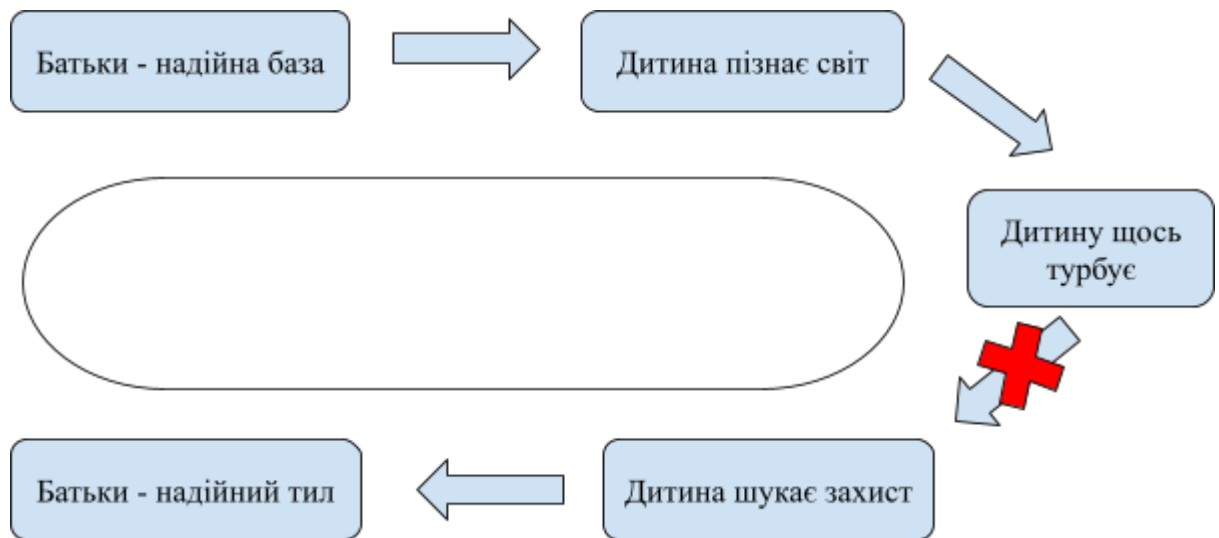 Батьки - надійна база
Дитина пізнає світ
Дитину щось
турбує
Дитина шукає захист
Батьки - надійний тил